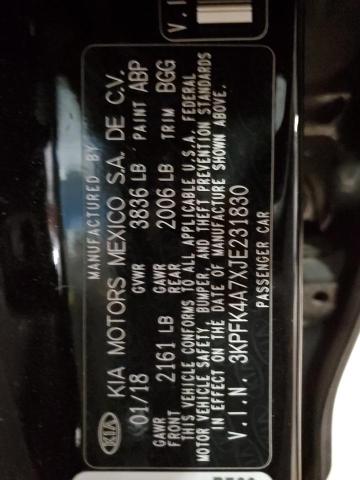 MANUFACTURED BY
KIA KIA MOTORS MEXICO S.A. DE C.V.
01/18 GVWR 3836 LB PAINT ABP
GAWR FRONT 2161 LB GAWR REAR 2006 LB TRIM BGG
THIS VEHICLE CONFORMS TO ALL APPLICABLE U.S.A. FEDERAL
MOTOR VEHICLE SAFETY, BUMPER, AND THEFT PREVENTION STANDARDS
IN EFFECT ON THE DATE OF MANUFACTURE SHOWN ABOVE.
V.I.N. 3KPFK4A7XJE231830
PASSENGER CAR
V.I